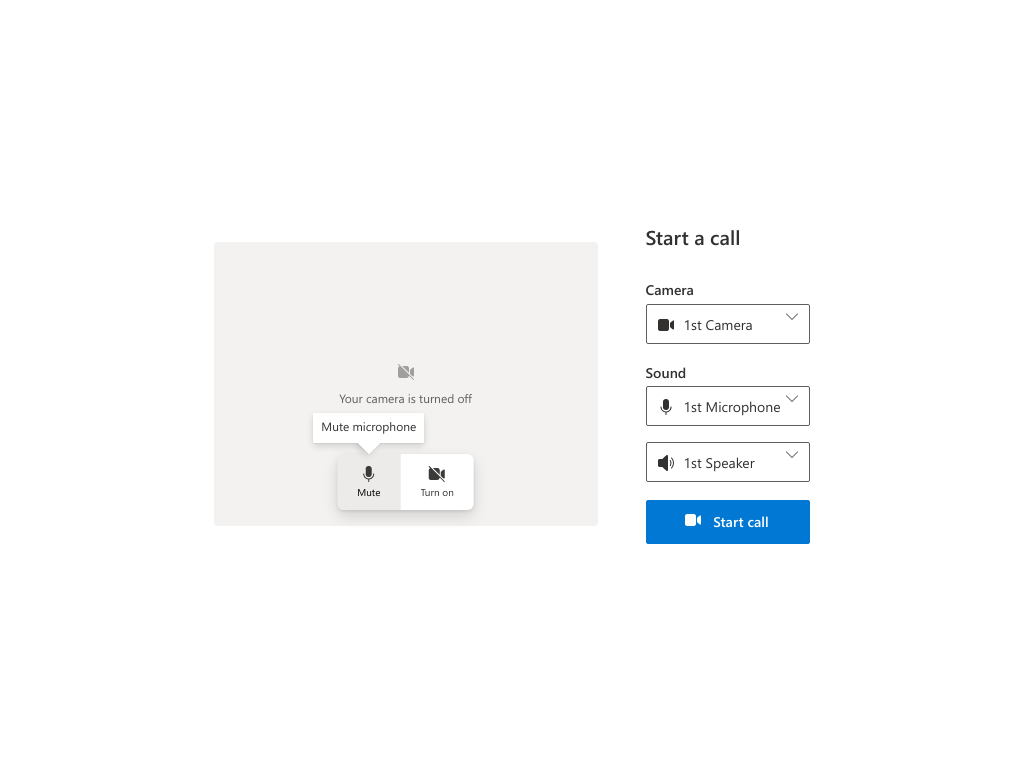 Start a call
Camera
1st Camera
Sound
1st Microphone
1st Speaker
Start call
Your camera is turned off
Mute microphone
Mute
Turn on